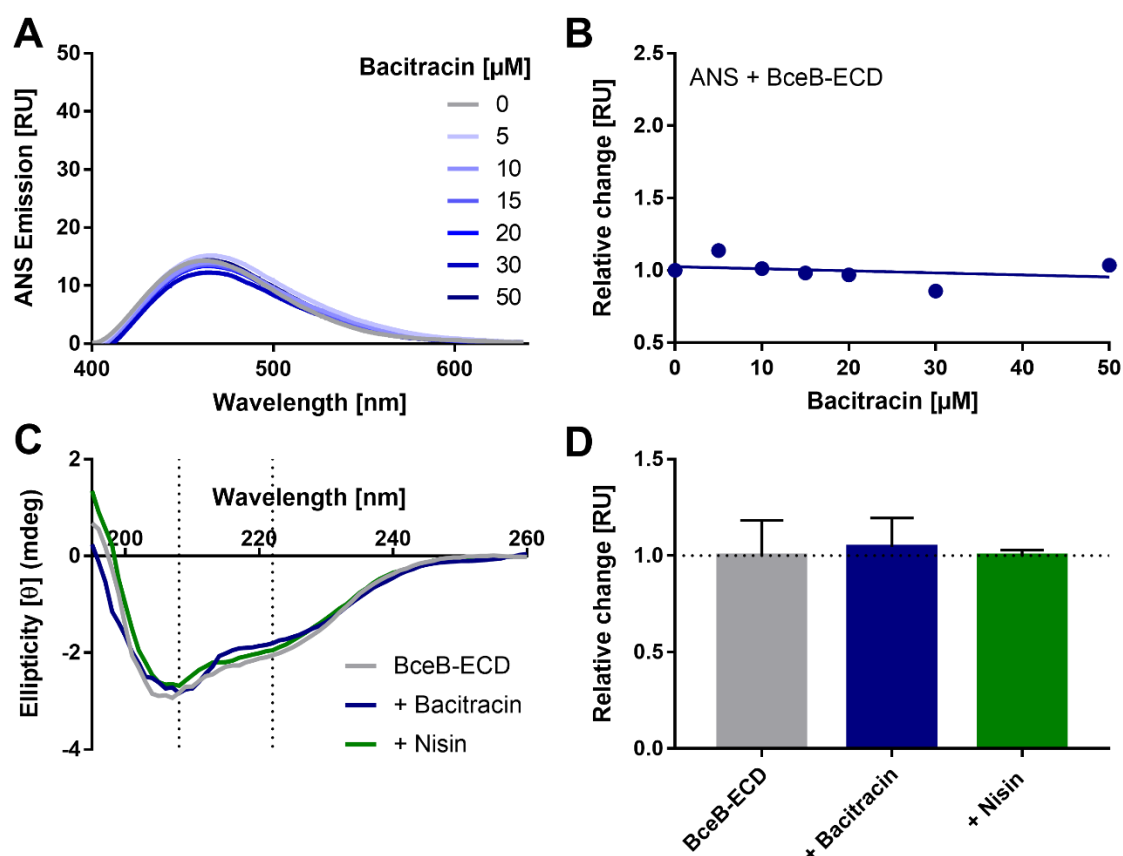 A
ANS Emission [RU]
50
40
30
20
10
0
400
500
600
Wavelength [nm]
Bacitracin [µM]
0
5
10
15
20
30
50
B
Relative change [RU]
2.5
2.0
1.5
1.0
0.5
ANS + BceB-ECD
0
10
20
30
40
50
Bacitracin [µM]
C
Ellipticity [θ] (mdeg)
2
0
-2
-4
Wavelength [nm]
200
220
240
260
BceB-ECD
+ Bacitracin
+ Nisin
D
Relative change [RU]
1.5
1.0
0.5
0.0
BceB-ECD
+ Bacitracin
+ Nisin